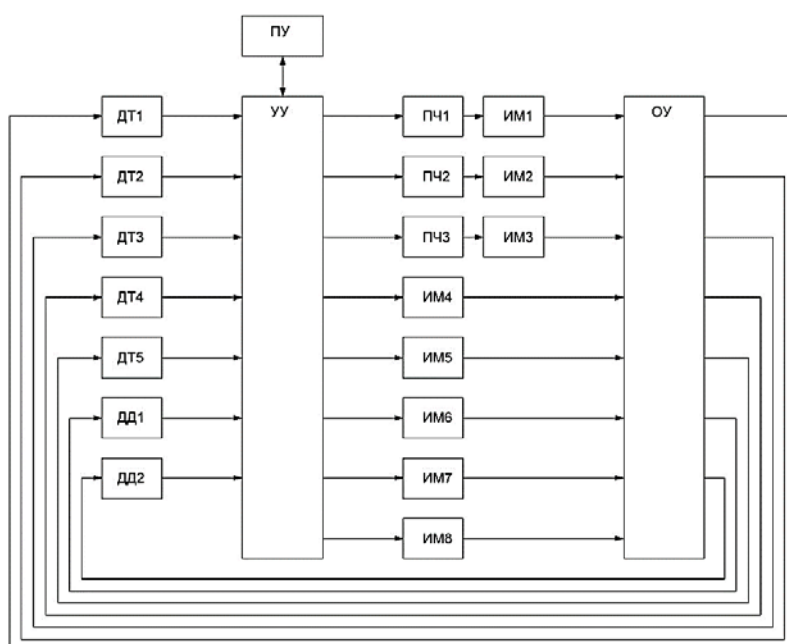 ПУ
ДТ1 УУ ПЧ1 ИМ1 ОУ
ДТ2 ПЧ2 ИМ2
ДТ3 ПЧ3 ИМ3
ДТ4 ИМ4
ДТ5 ИМ5
ДД1 ИМ6
ДД2 ИМ7
ИМ8